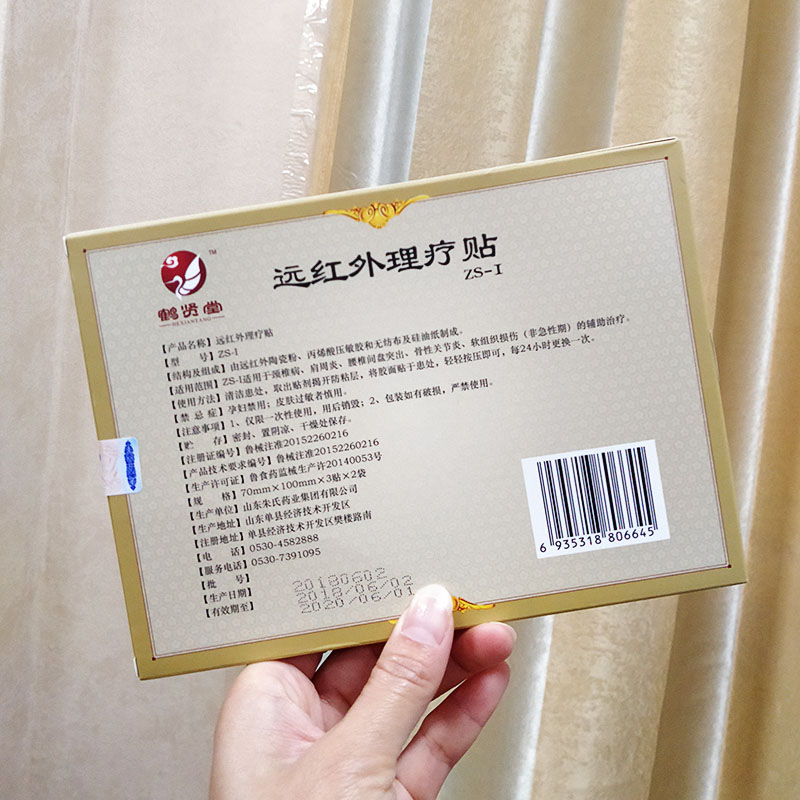 TM
鹤贤堂
HEXIANTANG
远红外理疗贴
ZS-I
【产品名称】远红外理疗贴
【型 号】ZS-I
【结构及组成】由远红外陶瓷粉、丙烯酸压敏胶和无纺布及硅油纸制成。
【适用范围】ZS-I适用于颈椎病、肩周炎、腰椎间盘突出、骨性关节炎、软组织损伤（非急性期）的辅助治疗。
【使用方法】清洁患处，取出贴剂揭开防粘层，将胶面贴于患处，轻轻按压即可，每24小时更换一次。
【禁 忌 症】孕妇禁用；皮肤过敏者慎用。
【注意事项】1、仅限一次性使用，用后销毁；2、包装如有破损，严禁使用。
【贮 存】密封、置阴凉、干燥处保存。
【注册证编号】鲁械注准20152260216
【产品技术要求编号】鲁械注准20152260216
【生产许可证】鲁食药监械生产许20140053号
【规 格】70mm×100mm×3贴×2袋
【生产单位】山东朱氏药业集团有限公司
【生产地址】山东单县经济技术开发区
【注册地址】单县经济技术开发区樊楼路南
【电 话】0530-4582888
【服务电话】0530-7391095
【批 号】20180602
【生产日期】2018/06/02
【有效期至】2020/06/01
6 935318 806645